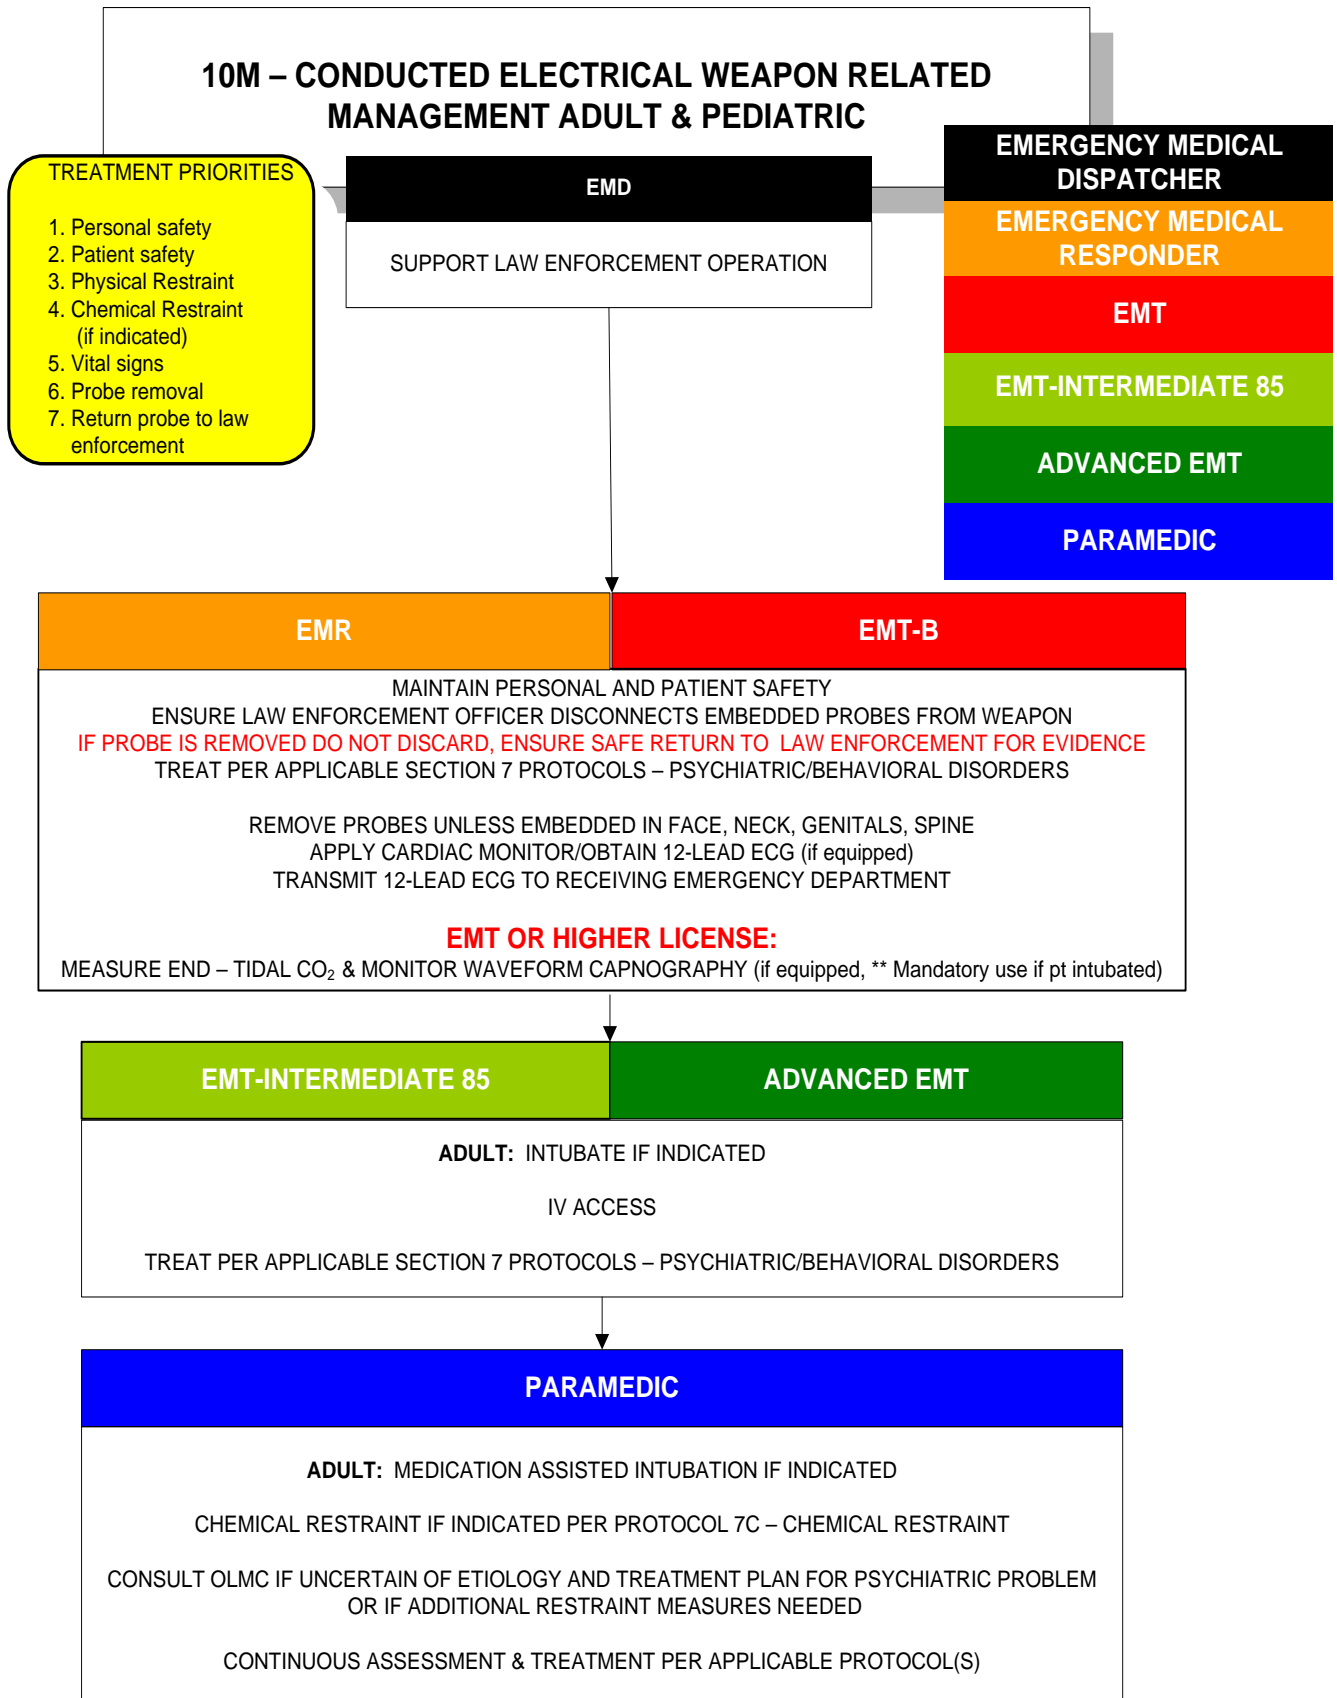 10M – CONDUCTED ELECTRICAL WEAPON RELATED
MANAGEMENT ADULT & PEDIATRIC
TREATMENT PRIORITIES
1. Personal safety
2. Patient safety
3. Physical Restraint
4. Chemical Restraint
(if indicated)
5. Vital signs
6. Probe removal
7. Return probe to law
enforcement
EMD
SUPPORT LAW ENFORCEMENT OPERATION
EMERGENCY MEDICAL
DISPATCHER
EMERGENCY MEDICAL
RESPONDER
EMT
EMT-INTERMEDIATE 85
ADVANCED EMT
PARAMEDIC
EMR
EMT-B
MAINTAIN PERSONAL AND PATIENT SAFETY
ENSURE LAW ENFORCEMENT OFFICER DISCONNECTS EMBEDDED PROBES FROM WEAPON
IF PROBE IS REMOVED DO NOT DISCARD, ENSURE SAFE RETURN TO LAW ENFORCEMENT FOR EVIDENCE
TREAT PER APPLICABLE SECTION 7 PROTOCOLS – PSYCHIATRIC/BEHAVIORAL DISORDERS
REMOVE PROBES UNLESS EMBEDDED IN FACE, NECK, GENITALS, SPINE
APPLY CARDIAC MONITOR/OBTAIN 12-LEAD ECG (if equipped)
TRANSMIT 12-LEAD ECG TO RECEIVING EMERGENCY DEPARTMENT
EMT OR HIGHER LICENSE:
MEASURE END – TIDAL CO₂ & MONITOR WAVEFORM CAPNOGRAPHY (if equipped, ** Mandatory use if pt intubated)
EMT-INTERMEDIATE 85
ADVANCED EMT
ADULT: INTUBATE IF INDICATED
IV ACCESS
TREAT PER APPLICABLE SECTION 7 PROTOCOLS – PSYCHIATRIC/BEHAVIORAL DISORDERS
PARAMEDIC
ADULT: MEDICATION ASSISTED INTUBATION IF INDICATED
CHEMICAL RESTRAINT IF INDICATED PER PROTOCOL 7C – CHEMICAL RESTRAINT
CONSULT OLMC IF UNCERTAIN OF ETIOLOGY AND TREATMENT PLAN FOR PSYCHIATRIC PROBLEM
OR IF ADDITIONAL RESTRAINT MEASURES NEEDED
CONTINUOUS ASSESSMENT & TREATMENT PER APPLICABLE PROTOCOL(S)